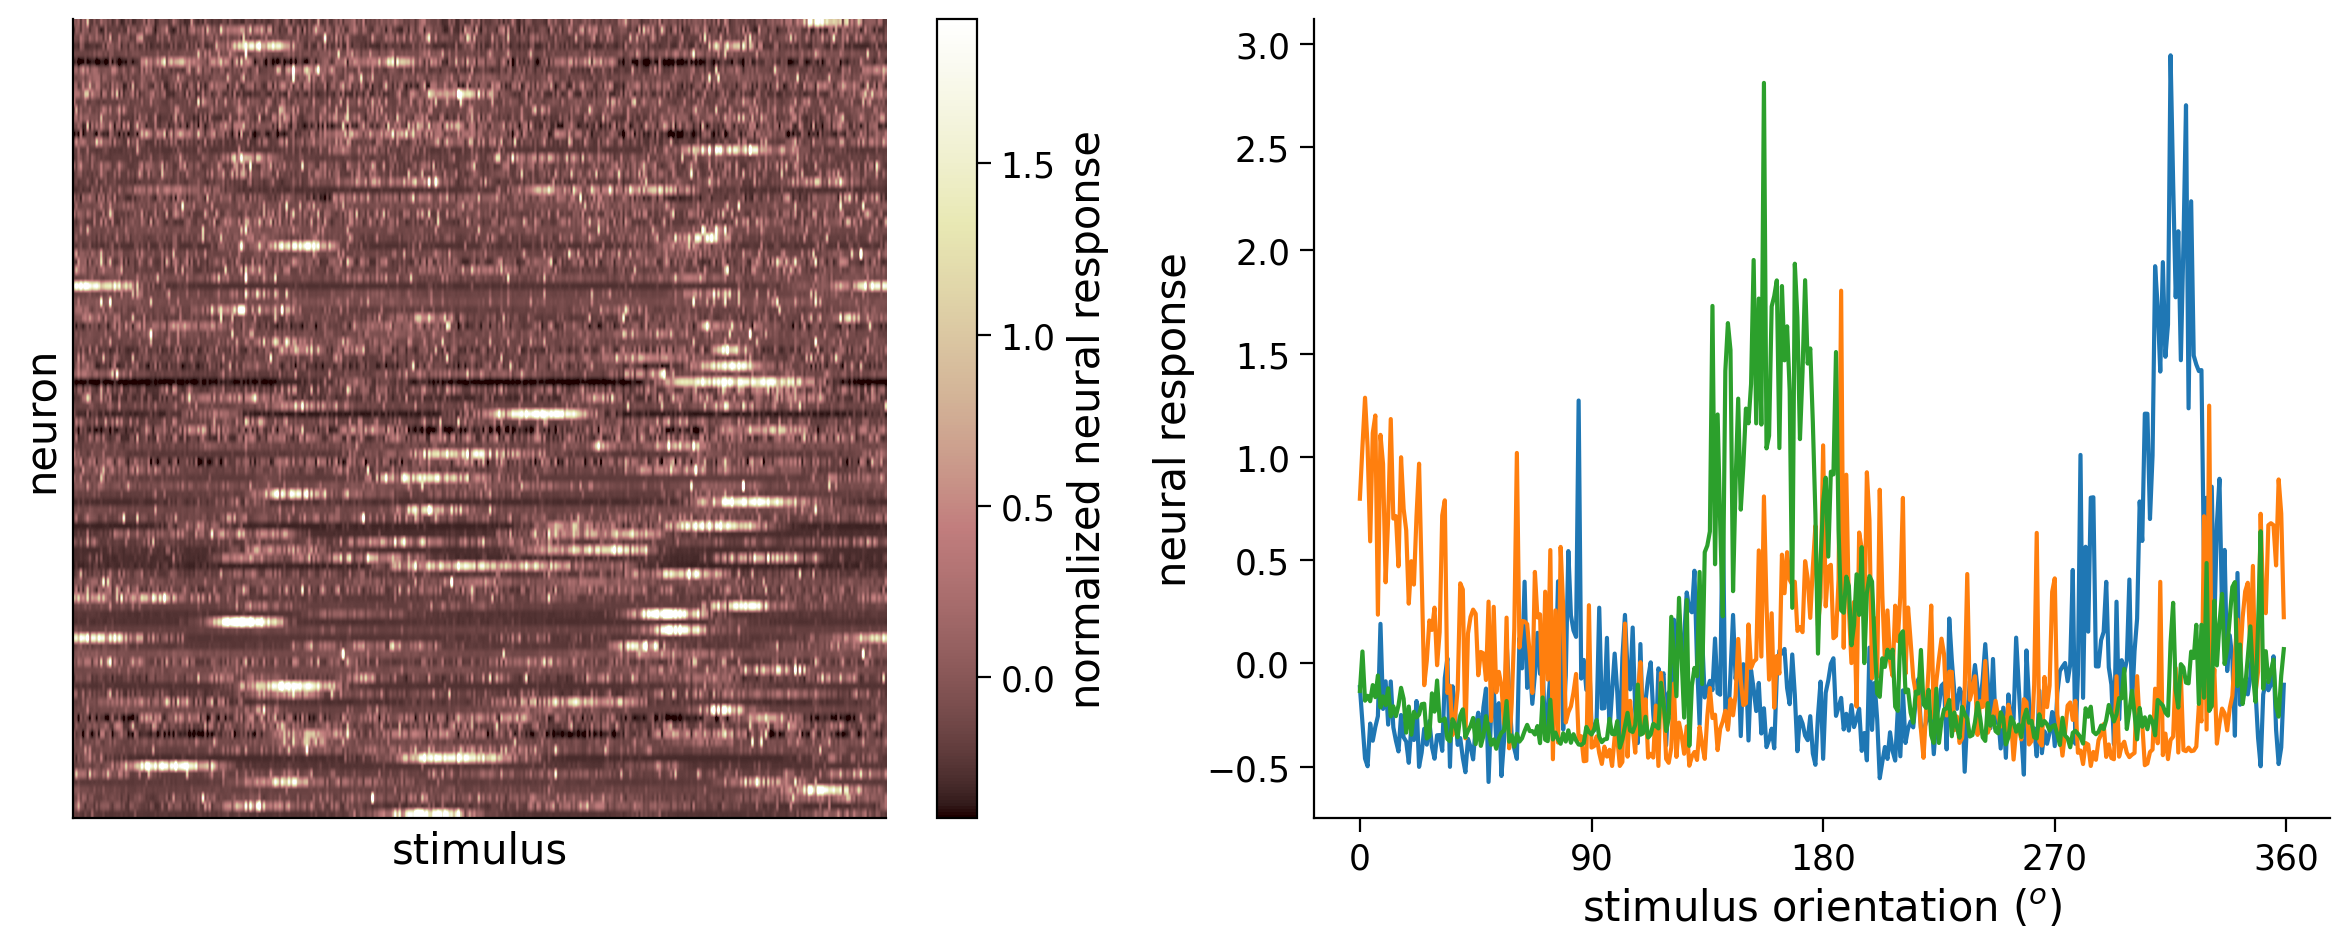 neuron
stimulus
1.5
1.0
0.5
0.0
normalized neural response
neural response
3.0
2.5
2.0
1.5
1.0
0.5
0.0
−0.5
0 90 180 270 360
stimulus orientation (º)